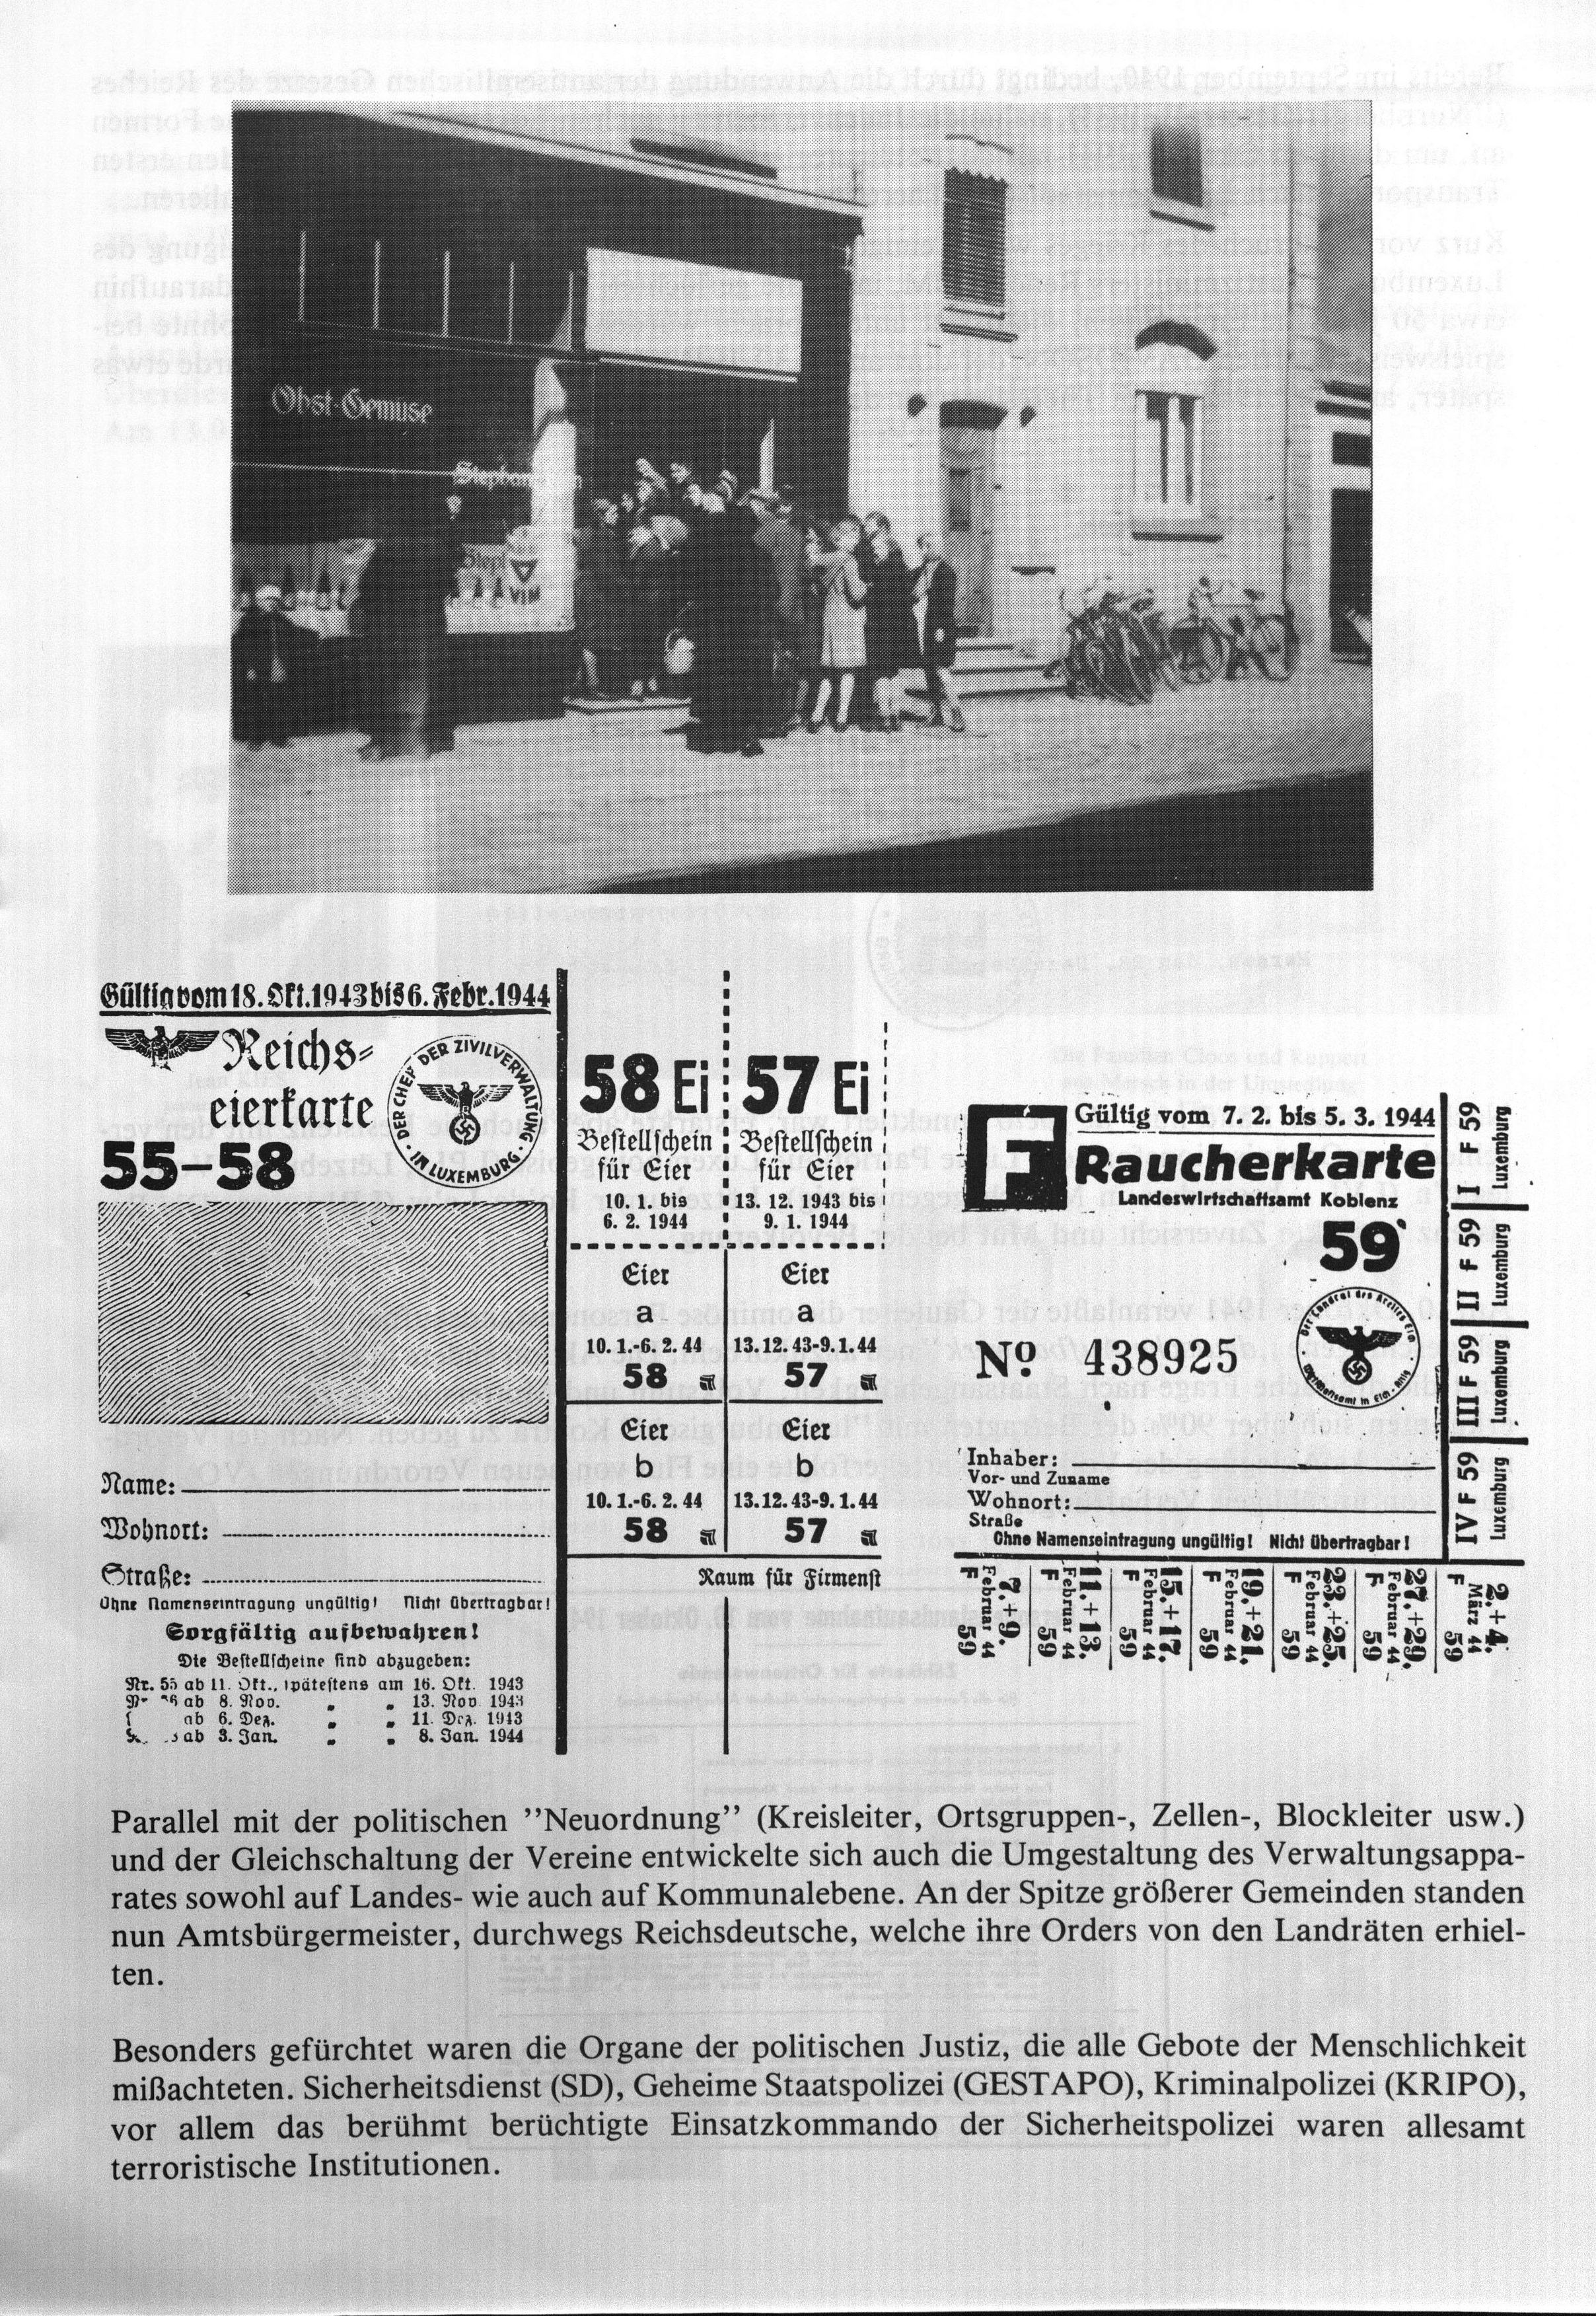 Obst-Gemüse
Stephan
Steph
VIM
Gültig vom 18. Okt. 1943 bis 6. Febr. 1944
Reichs-
eierkarte
55–58
DER CHEF DER ZIVILVERWALTUNG
· IN LUXEMBURG ·
Name:
Wohnort:
Straße:
Ohne Namenseintragung ungültig! Nicht übertragbar!
Sorgfältig aufbewahren!
Die Bestellscheine sind abzugeben:
Nr. 55 ab 11. Okt., spätestens am 16. Okt. 1943
56 ab 8. Nov. „ „ 13. Nov. 1943
ab 6. Dez. „ „ 11. Dez. 1943
ab 3. Jan. „ „ 8. Jan. 1944
58 Ei
Bestellschein
für Eier
10. 1. bis
6. 2. 1944
57 Ei
Bestellschein
für Eier
13. 12. 1943 bis
9. 1. 1944
Eier
a
10. 1.-6. 2. 44
58
Eier
a
13.12. 43-9. 1. 44
57
Eier
b
10. 1.-6. 2. 44
58
Eier
b
13.12. 43-9. 1. 44
57
Raum für Firmenst
F
Gültig vom 7. 2. bis 5. 3. 1944
Raucherkarte
Landeswirtschaftsamt Koblenz
59
Nº 438925
Inhaber:
Vor- und Zuname
Wohnort:
Straße
Ohne Namenseintragung ungültig! Nicht übertragbar!
I F 59
Luxemburg
II F 59
Luxemburg
III F 59
Luxemburg
IV F 59
Luxemburg
7.+9.
Februar 44
F 59
11.+13.
Februar 44
F 59
15.+17.
Februar 44
F 59
19.+21.
Februar 44
F 59
23.+25.
Februar 44
F 59
27.+29.
Februar 44
F 59
2.+4.
März 44
F 59
Parallel mit der politischen ’’Neuordnung’’ (Kreisleiter, Ortsgruppen-, Zellen-, Blockleiter usw.)
und der Gleichschaltung der Vereine entwickelte sich auch die Umgestaltung des Verwaltungsappa-
rates sowohl auf Landes- wie auch auf Kommunalebene. An der Spitze größerer Gemeinden standen
nun Amtsbürgermeister, durchwegs Reichsdeutsche, welche ihre Orders von den Landräten erhiel-
ten.
Besonders gefürchtet waren die Organe der politischen Justiz, die alle Gebote der Menschlichkeit
mißachteten. Sicherheitsdienst (SD), Geheime Staatspolizei (GESTAPO), Kriminalpolizei (KRIPO),
vor allem das berühmt berüchtigte Einsatzkommando der Sicherheitspolizei waren allesamt
terroristische Institutionen.